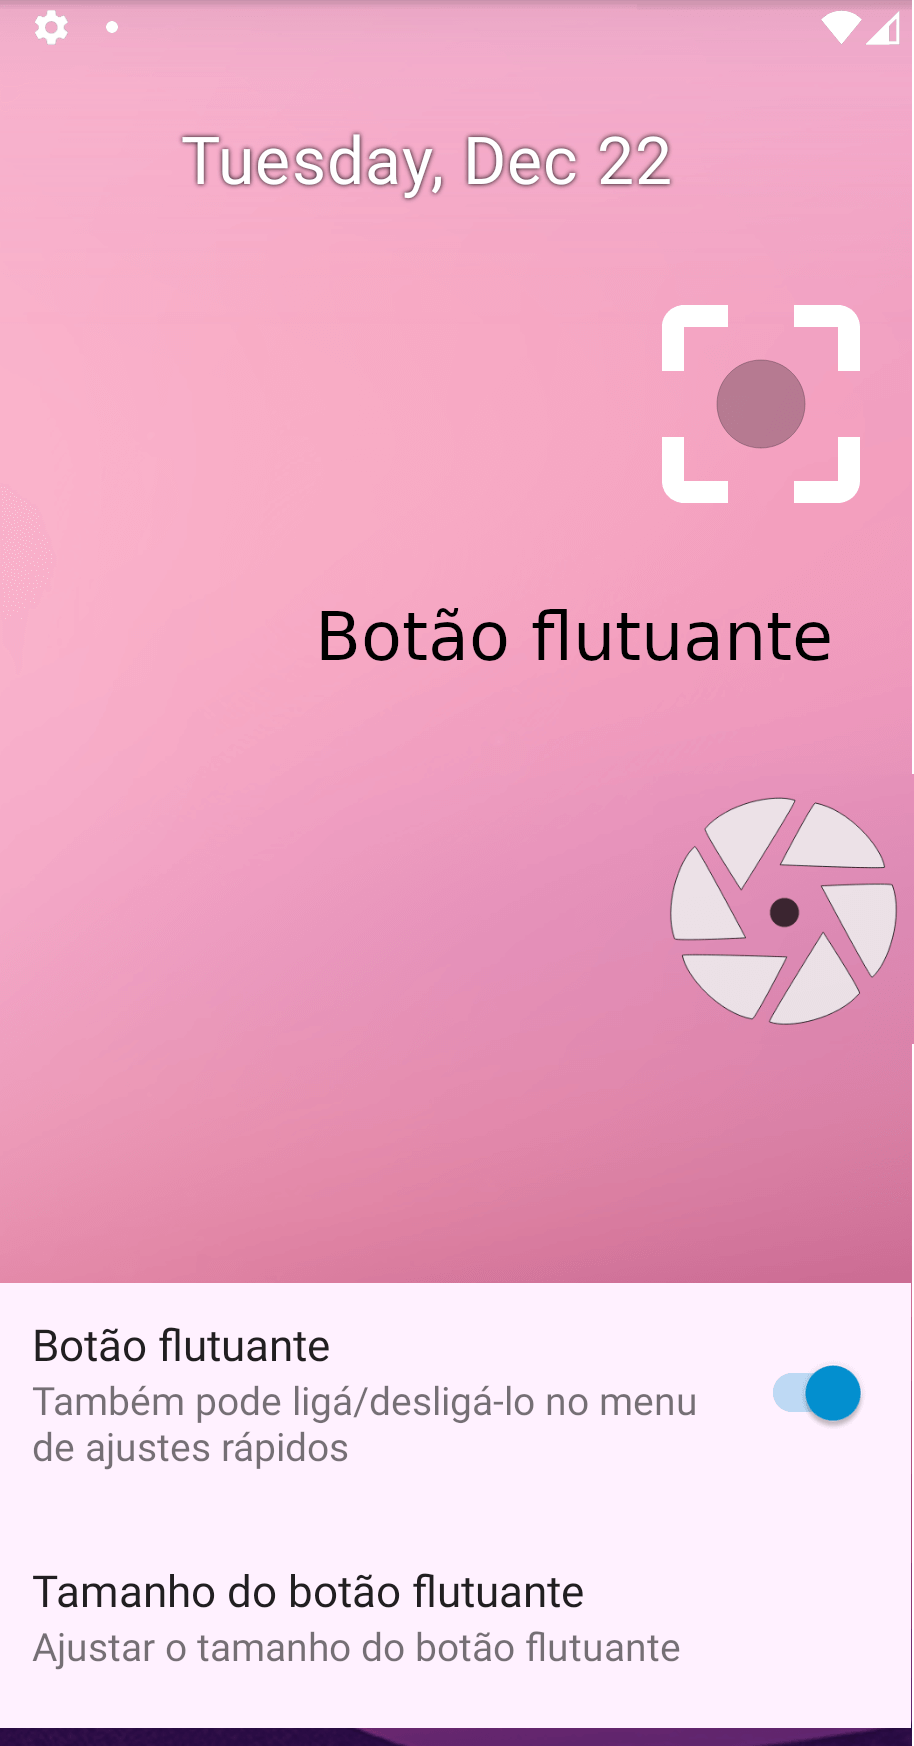 Tuesday, Dec 22
Botão flutuante
Botão flutuante
Também pode ligá/desligá-lo no menu
de ajustes rápidos
Tamanho do botão flutuante
Ajustar o tamanho do botão flutuante